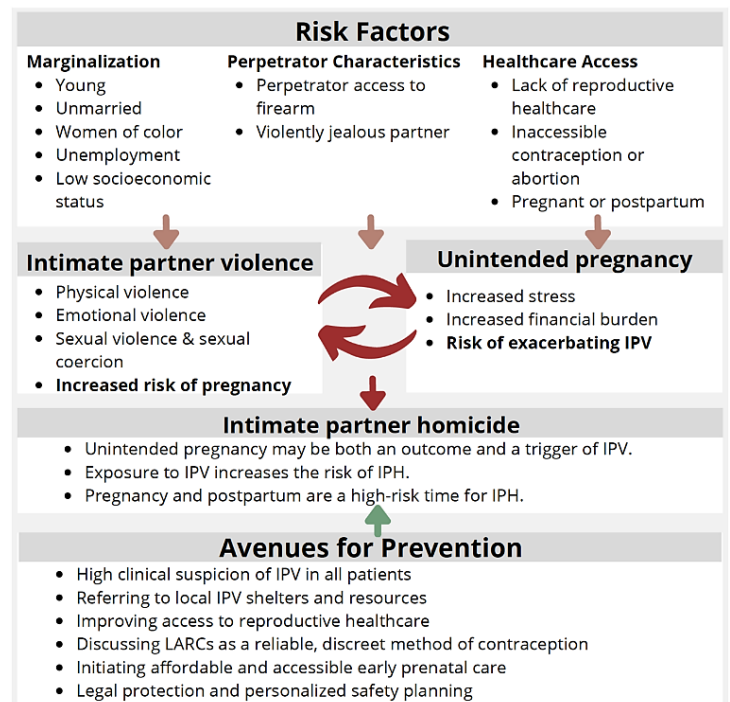 Risk Factors
Marginalization
• Young
• Unmarried
• Women of color
• Unemployment
• Low socioeconomic
status
Perpetrator Characteristics
• Perpetrator access to
firearm
• Violently jealous partner
Healthcare Access
• Lack of reproductive
healthcare
• Inaccessible
contraception or
abortion
• Pregnant or postpartum
Intimate partner violence
• Physical violence
• Emotional violence
• Sexual violence & sexual
coercion
• Increased risk of pregnancy
Unintended pregnancy
• Increased stress
• Increased financial burden
• Risk of exacerbating IPV
Intimate partner homicide
• Unintended pregnancy may be both an outcome and a trigger of IPV.
• Exposure to IPV increases the risk of IPH.
• Pregnancy and postpartum are a high-risk time for IPH.
Avenues for Prevention
• High clinical suspicion of IPV in all patients
• Referring to local IPV shelters and resources
• Improving access to reproductive healthcare
• Discussing LARCs as a reliable, discreet method of contraception
• Initiating affordable and accessible early prenatal care
• Legal protection and personalized safety planning